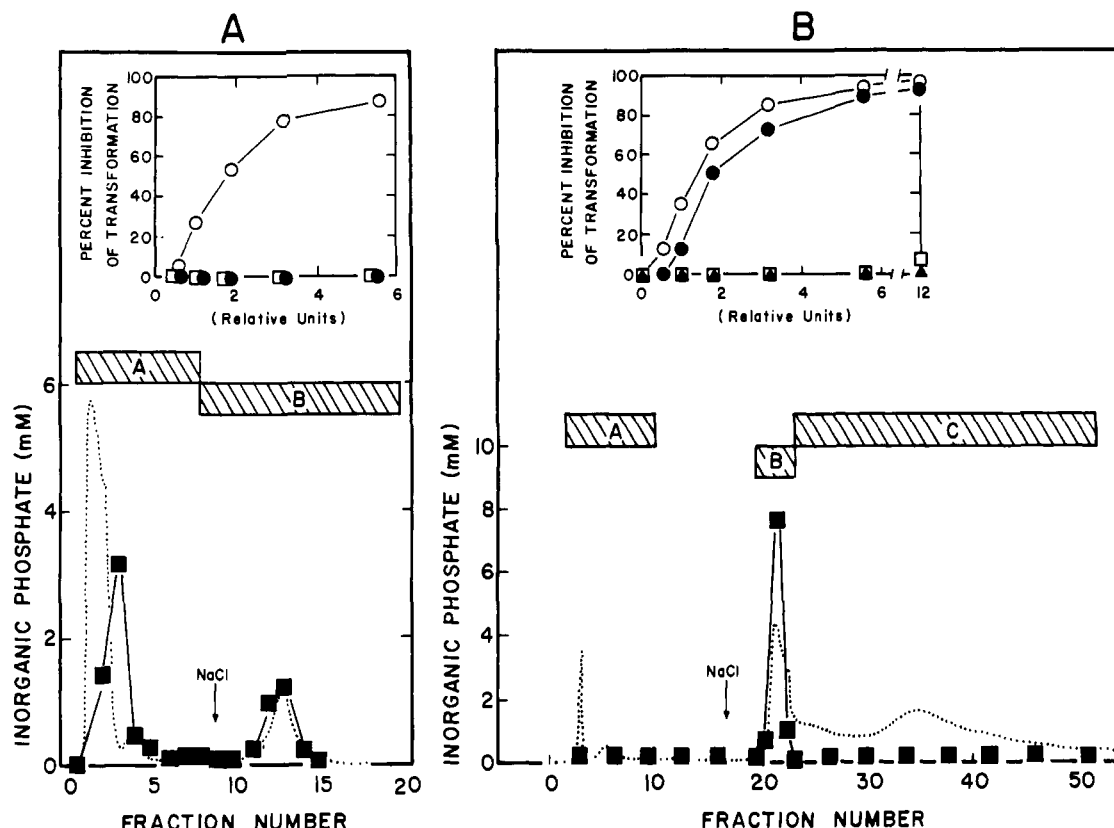 A
B
100
80
60
40
20
0
PERCENT INHIBITION
OF TRANSFORMATION
0 2 4 6
(Relative Units)
100
80
60
40
20
0
PERCENT INHIBITION
OF TRANSFORMATION
0 2 4 6 12
(Relative Units)
A
B
6
4
2
0
INORGANIC PHOSPHATE (mM)
NaCl
0 5 10 15 20
FRACTION NUMBER
A
B
C
10
8
6
4
2
0
INORGANIC PHOSPHATE (mM)
NaCl
0 10 20 30 40 50
FRACTION NUMBER